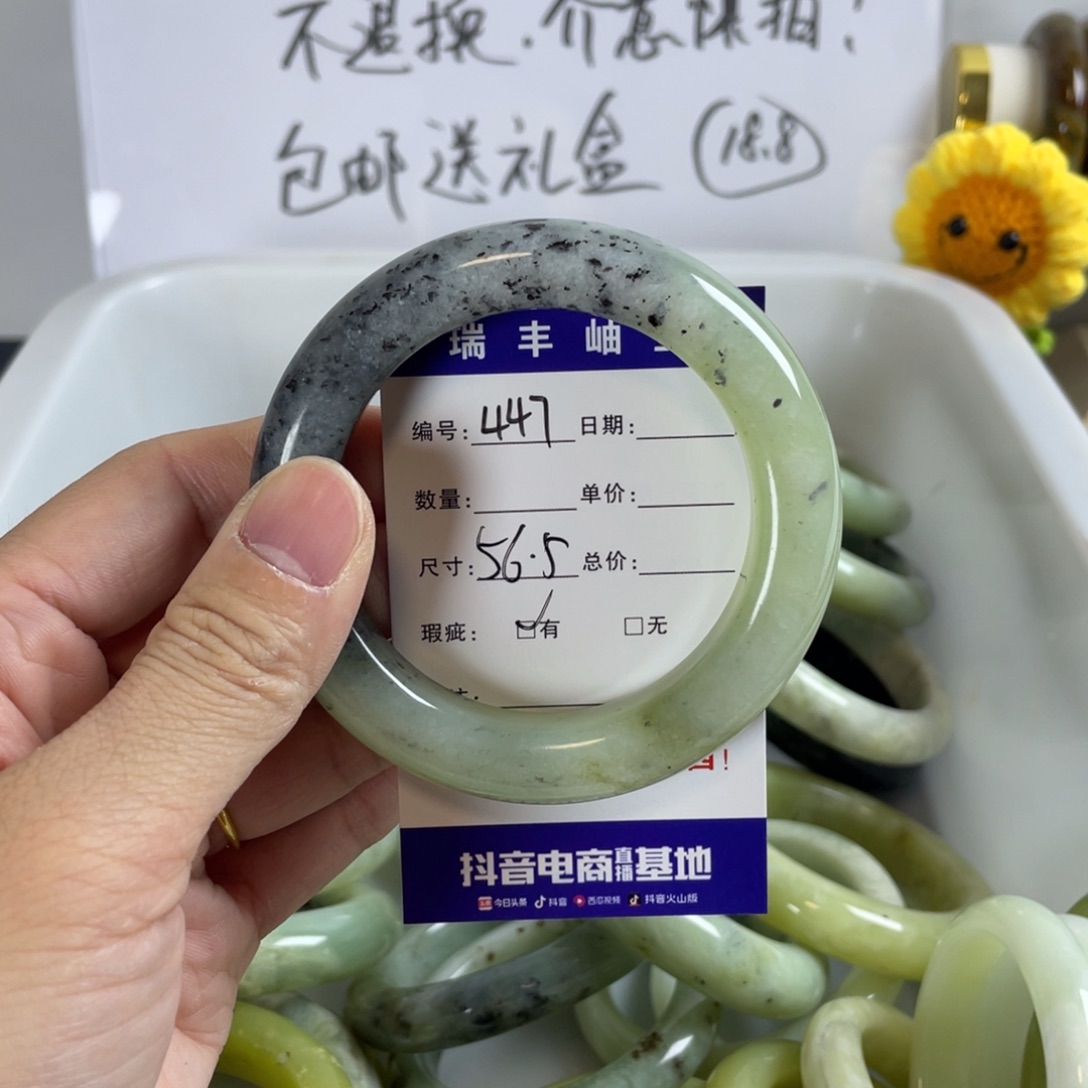 不退换.介意慎拍!
包邮送礼盒 (18.8)
瑞丰岫
编号: 447 日期:
数量: 单价:
尺寸: 56.5 总价:
瑕疵: ☑有 □无
抖音电商直播基地
今日头条 抖音 西瓜视频 抖音火山版